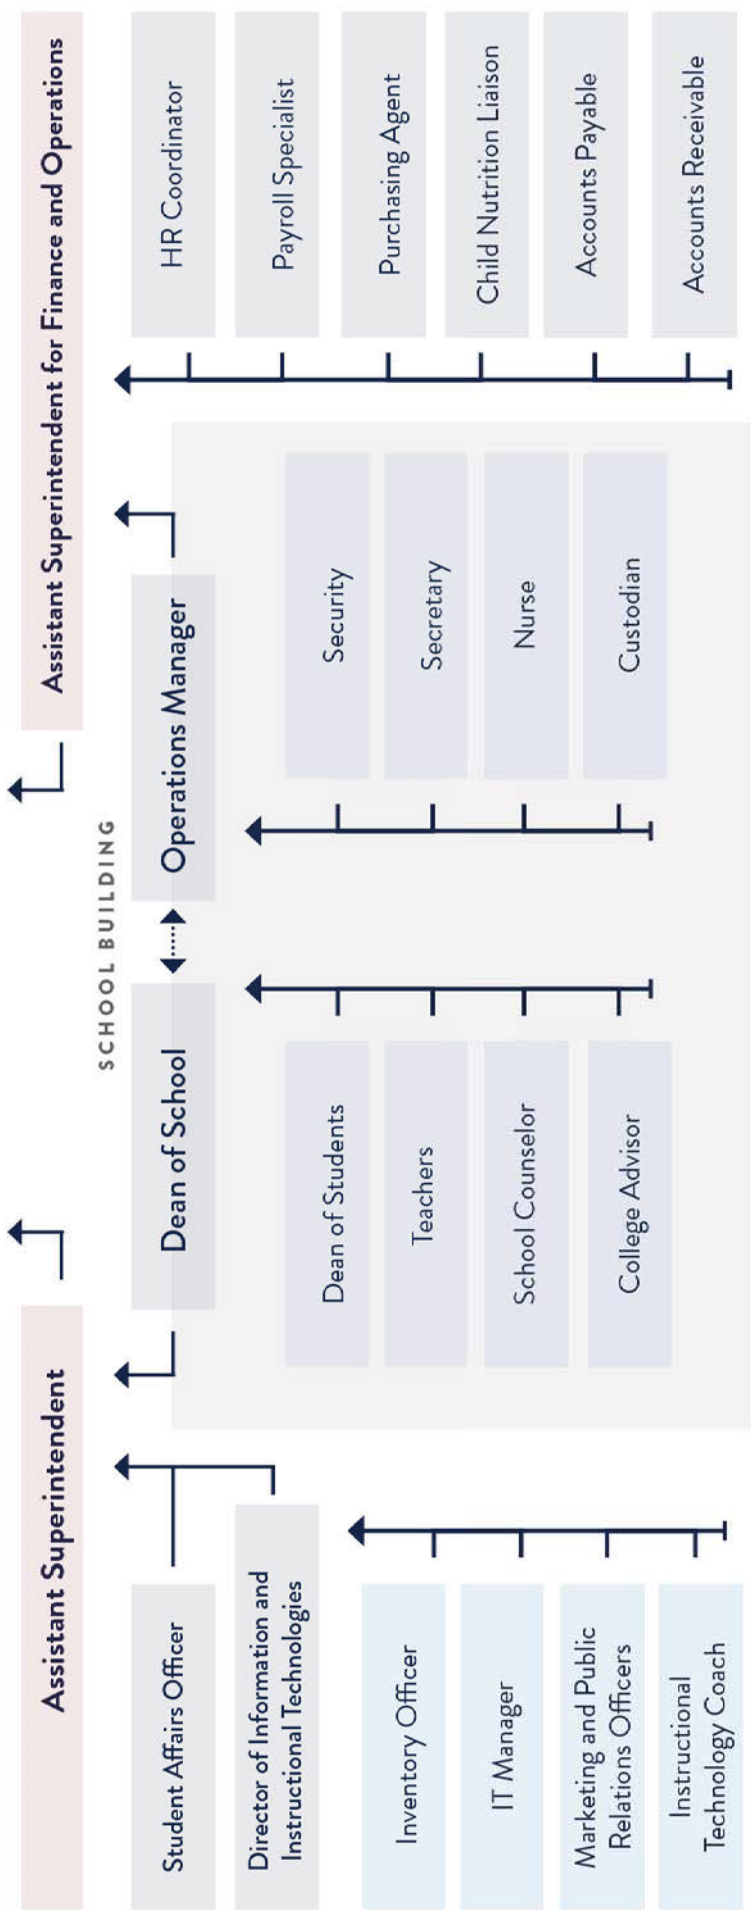 Assistant Superintendent
Assistant Superintendent for Finance and Operations
SCHOOL BUILDING
Student Affairs Officer
Director of Information and
Instructional Technologies
Inventory Officer
IT Manager
Marketing and Public
Relations Officers
Instructional
Technology Coach
Dean of School
Dean of Students
Teachers
School Counselor
College Advisor
Operations Manager
Security
Secretary
Nurse
Custodian
HR Coordinator
Payroll Specialist
Purchasing Agent
Child Nutrition Liaison
Accounts Payable
Accounts Receivable